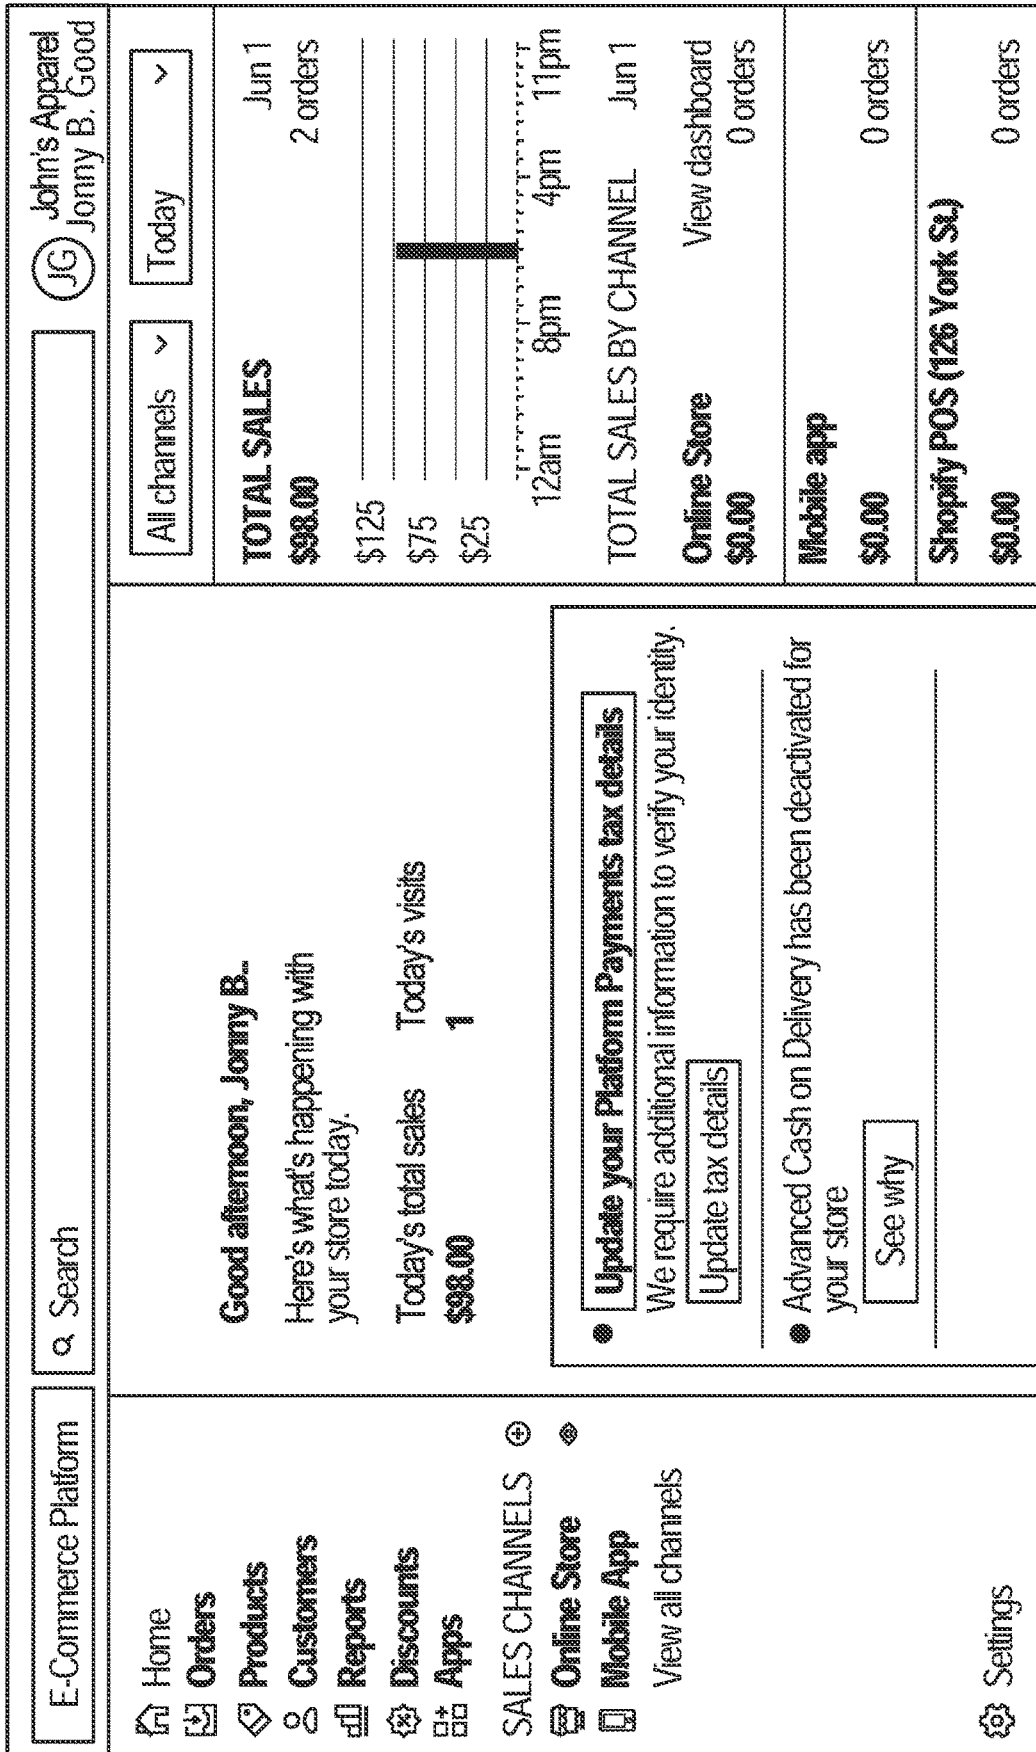 E-Commerce Platform
Search
JG
John's Apparel
Jonny B. Good
Home
Orders
Products
Customers
Reports
Discounts
Apps
SALES CHANNELS
Online Store
Mobile App
View all channels
Settings
Good afternoon, Jonny B..
Here's what's happening with
your store today.
Today's total sales Today's visits
$98.00 1
Update your Platform Payments tax details
We require additional information to verify your identity.
Update tax details
Advanced Cash on Delivery has been deactivated for
your store
See why
All channels Today
TOTAL SALES Jun 1
$98.00 2 orders
$125
$75
$25
12am 8pm 4pm 11pm
TOTAL SALES BY CHANNEL Jun 1
Online Store View dashboard
$0.00 0 orders
Mobile app
$0.00 0 orders
Shopify POS (126 York St.)
$0.00 0 orders